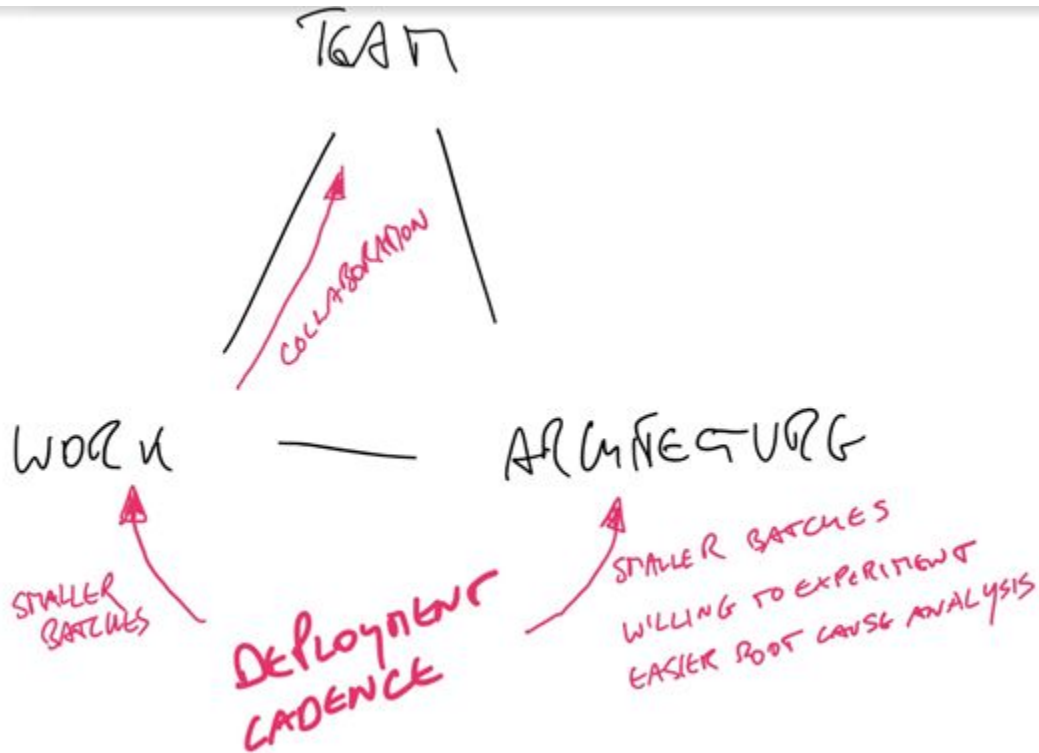 TEAM
COLLABORATION
WORK
ARCHITECTURE
SMALLER
BATCHES
DEPLOYMENT
CADENCE
SMALLER BATCHES
WILLING TO EXPERIMENT
EASIER ROOT CAUSE ANALYSIS